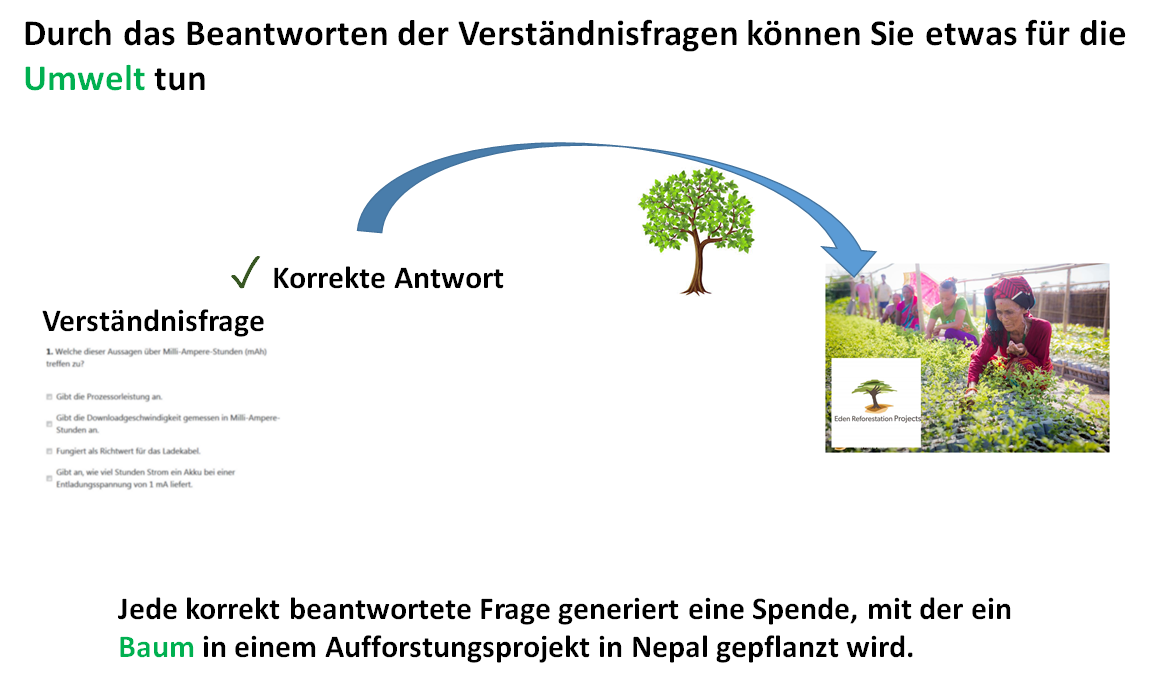 Durch das Beantworten der Verständnisfragen können Sie etwas für die
Umwelt tun
Korrekte Antwort
Verständnisfrage
1. Welche dieser Aussagen über Milli-Ampere-Stunden (mAh)
treffen zu?
Gibt die Prozessorleistung an.
Gibt die Downloadgeschwindigkeit gemessen in Milli-Ampere-
Stunden an.
Fungiert als Richtwert für das Ladekabel.
Gibt an, wie viel Stunden Strom ein Akku bei einer
Entladungsspannung von 1 mA liefert.
Eden Reforestation Projects
Jede korrekt beantwortete Frage generiert eine Spende, mit der ein
Baum in einem Aufforstungsprojekt in Nepal gepflanzt wird.